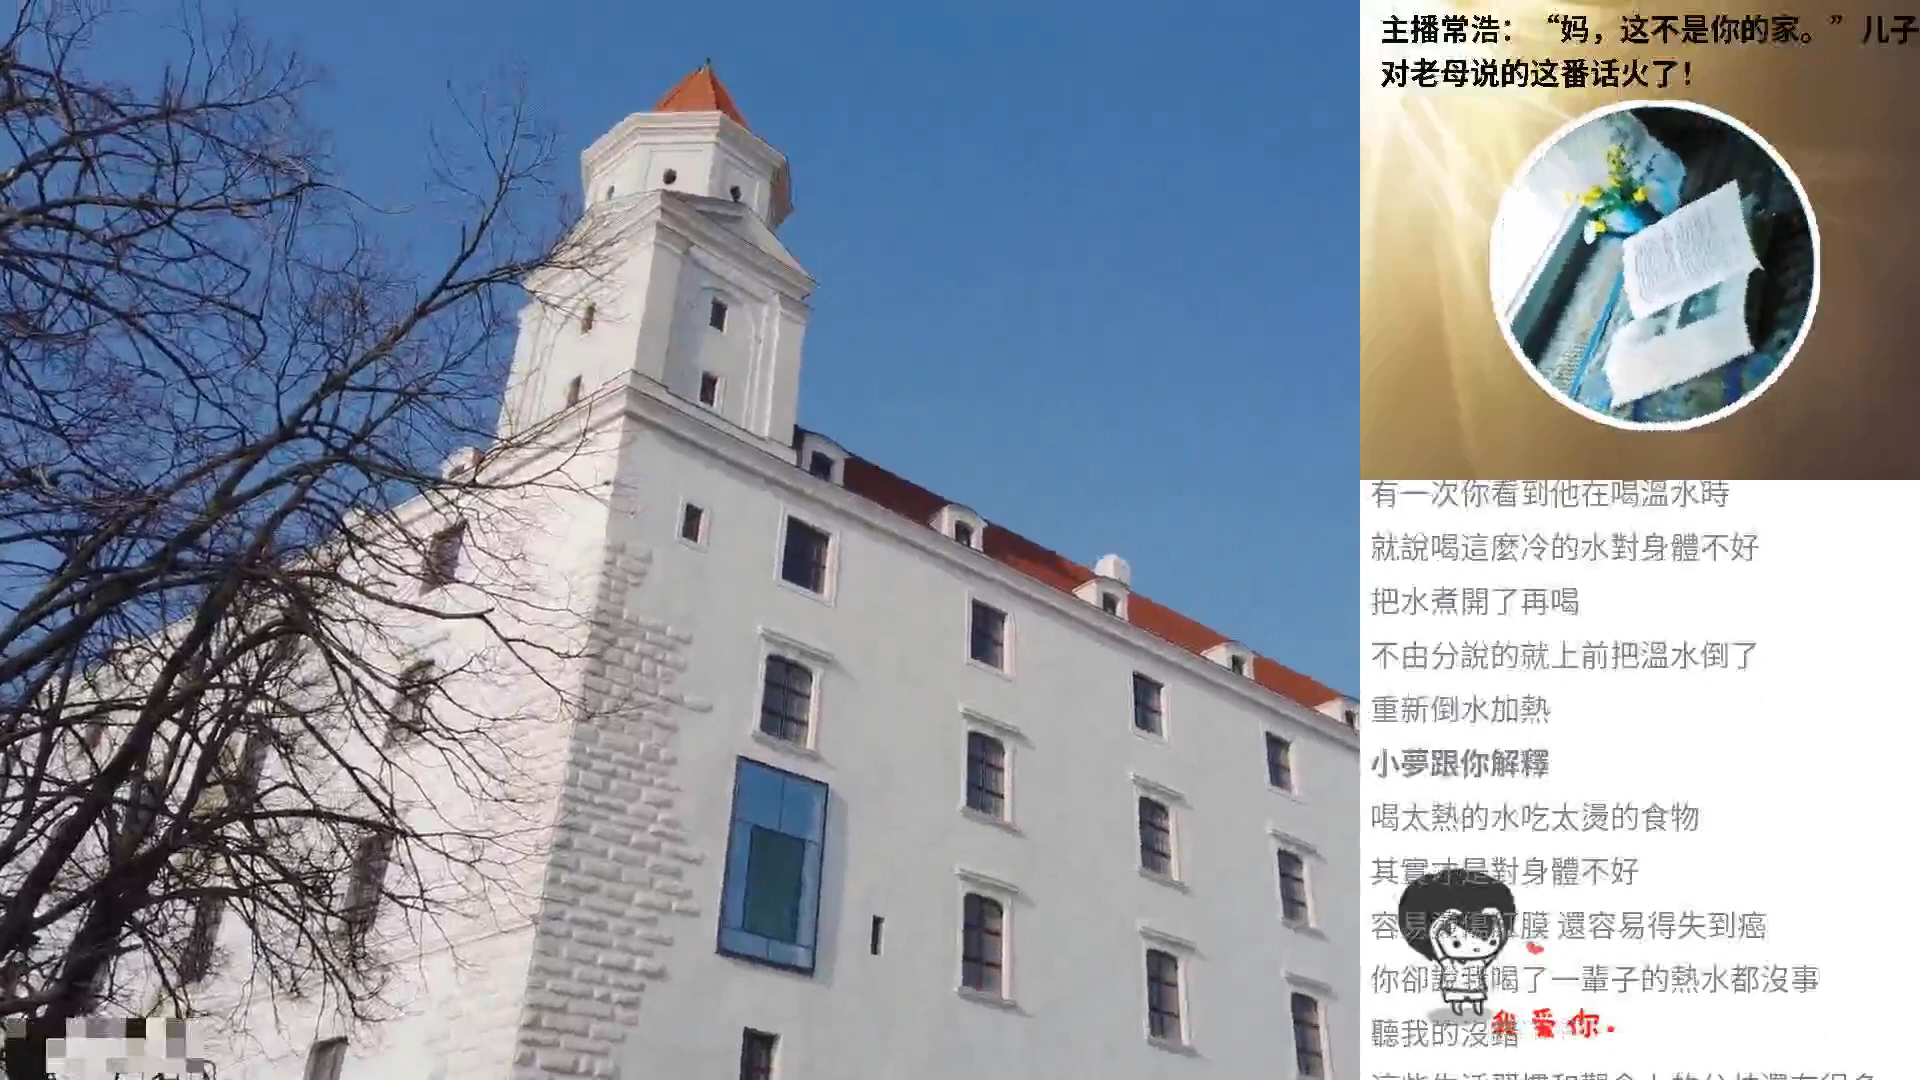 主播常浩：“妈，这不是你的家。”儿子
对老母说的这番话火了！
有一次你看到他在喝溫水時
就說喝這麼冷的水對身體不好
把水煮開了再喝
不由分說的就上前把溫水倒了
重新倒水加熱
小夢跟你解釋
喝太熱的水吃太燙的食物
其實才是對身體不好
容易燙傷肛膜 還容易得失到癌
你卻說我喝了一輩子的熱水都沒事
聽我的沒錯
我爱你.